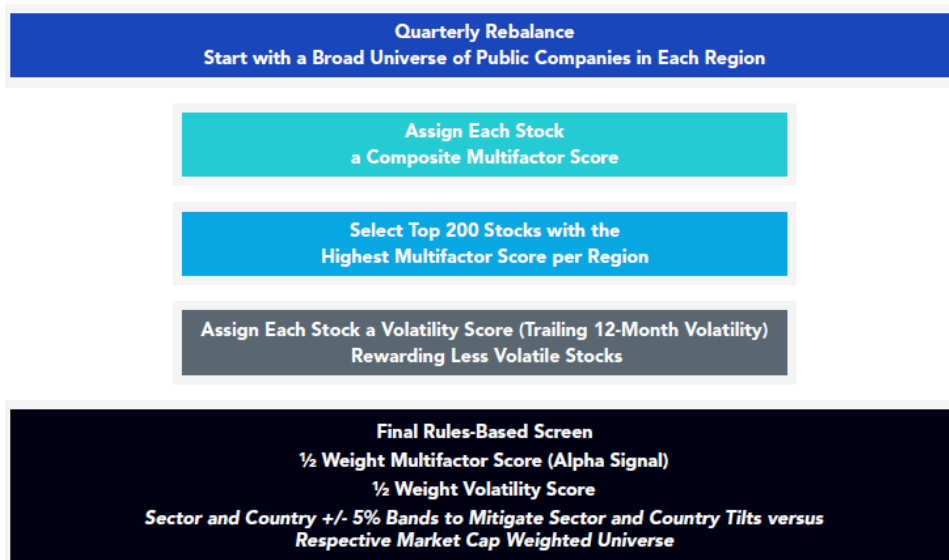 Quarterly Rebalance
Start with a Broad Universe of Public Companies in Each Region
Assign Each Stock
a Composite Multifactor Score
Select Top 200 Stocks with the
Highest Multifactor Score per Region
Assign Each Stock a Volatility Score (Trailing 12-Month Volatility)
Rewarding Less Volatile Stocks
Final Rules-Based Screen
½ Weight Multifactor Score (Alpha Signal)
½ Weight Volatility Score
Sector and Country +/- 5% Bands to Mitigate Sector and Country Tilts versus
Respective Market Cap Weighted Universe